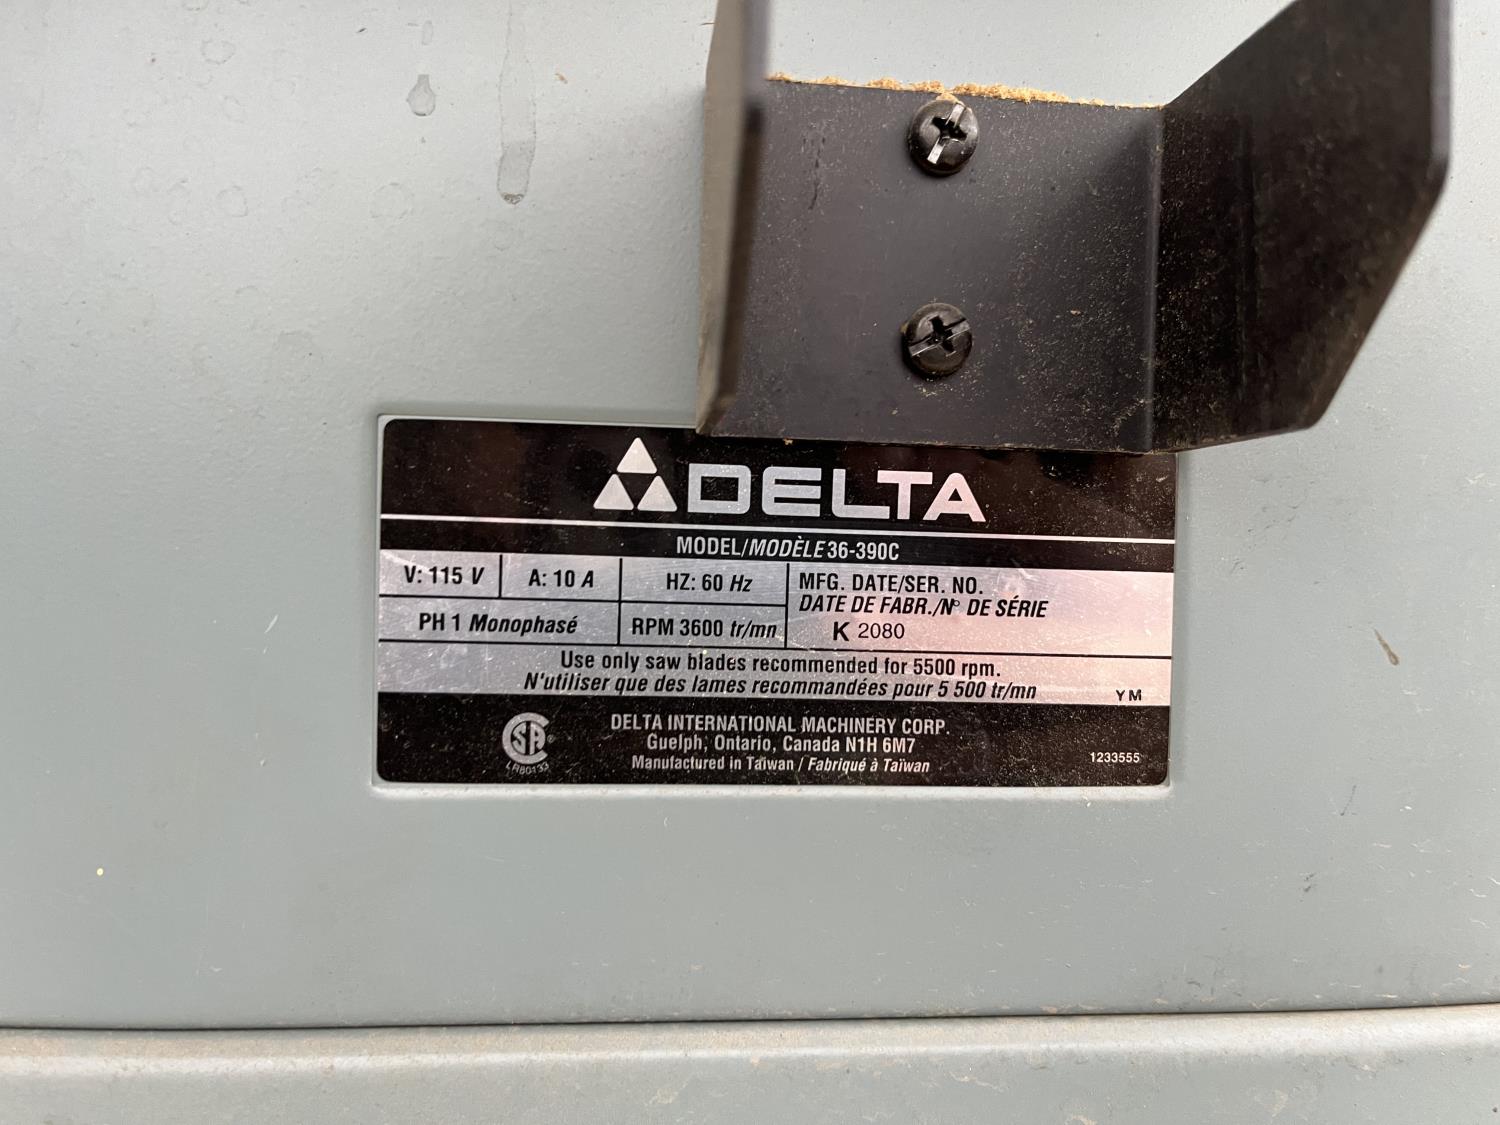 DELTA
MODEL/MODÈLE 36-390C
V: 115 V
A: 10 A
HZ: 60 Hz
MFG. DATE/SER. NO.
DATE DE FABR./Nº DE SÉRIE
K 2080
PH 1 Monophasé
RPM 3600 tr/mn
Use only saw blades recommended for 5500 rpm.
N'utiliser que des lames recommandées pour 5 500 tr/mn
YM
SA
LR80133
DELTA INTERNATIONAL MACHINERY CORP.
Guelph, Ontario, Canada N1H 6M7
Manufactured in Taiwan / Fabriqué à Taïwan
1233555